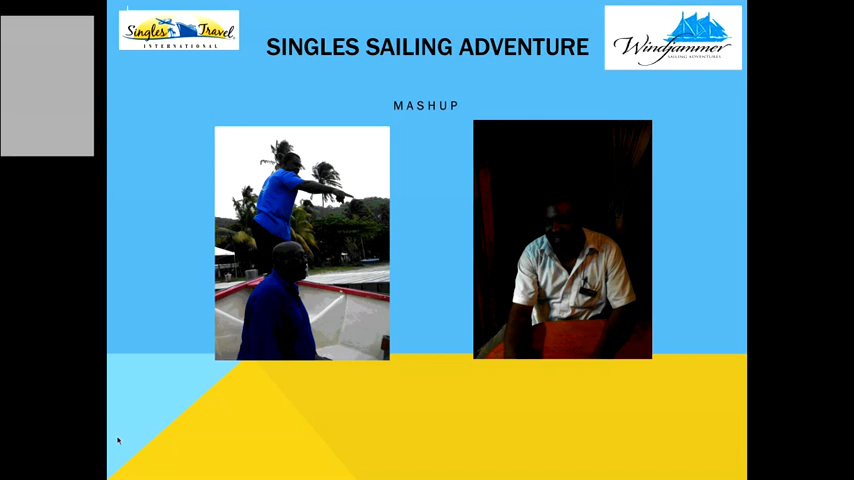 Singles Travel
INTERNATIONAL
SINGLES SAILING ADVENTURE
Windjammer
SAILING ADVENTURES
MASHUP